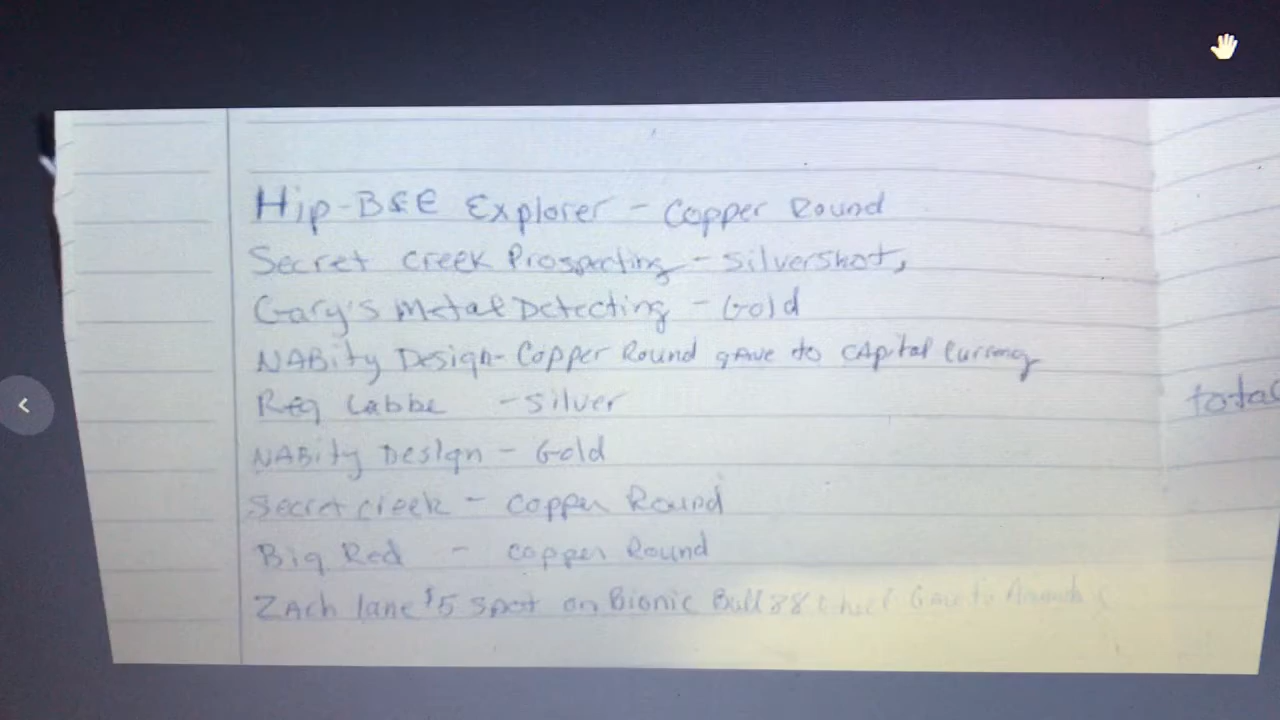 Hip-B&E Explorer - Copper Round
Secret Creek Prospecting - Silvershot,
Gary's Metal Detecting - Gold
NABity Design - Copper Round gave to CApital Currency
Reg Labbe - Silver
total
NABity Design - Gold
Secret Creek - Copper Round
Big Red - Copper Round
ZAch lane $5 spot on Bionic Bull 88